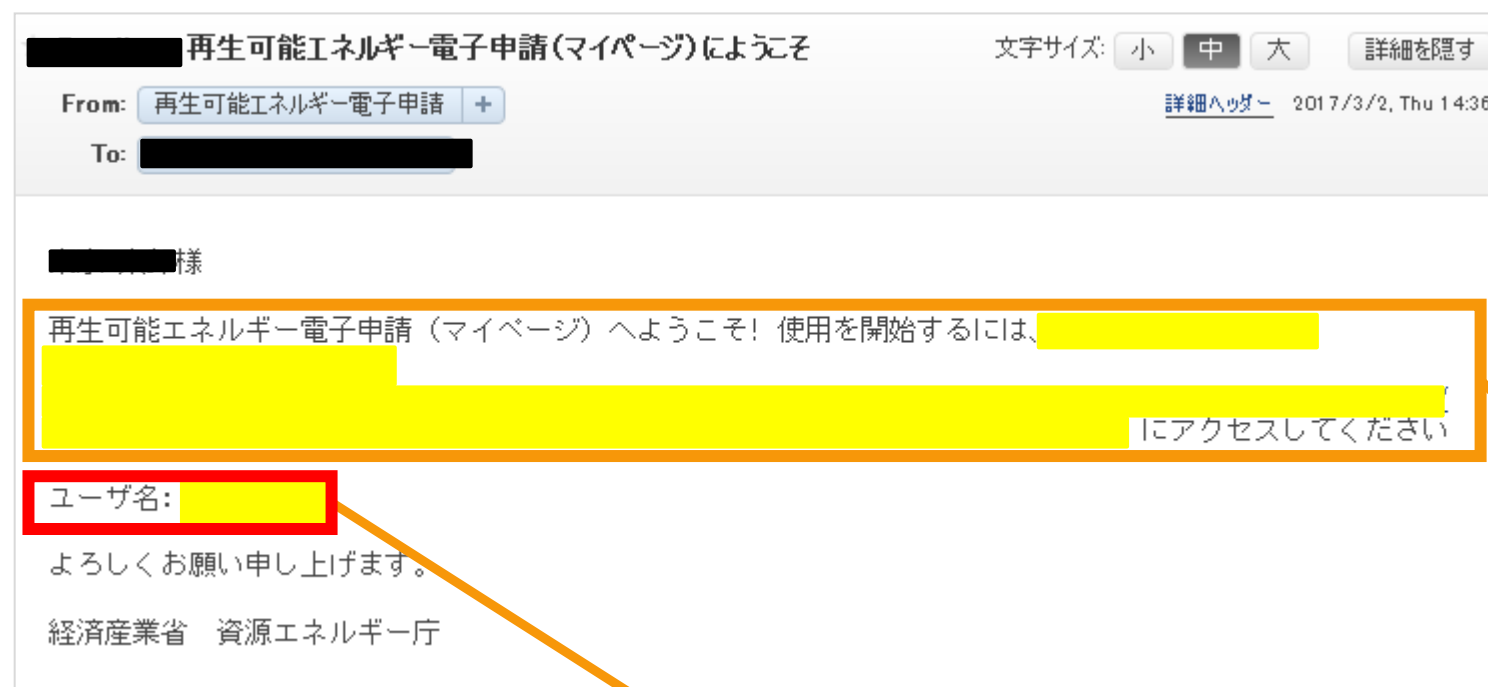 再生可能エネルギー電子申請(マイページ)にようこそ 文字サイズ: 小 中 大 詳細を隠す
From: 再生可能エネルギー電子申請 + 詳細ヘッダー 2017/3/2, Thu 14:36
To:
様
再生可能エネルギー電子申請（マイページ）へようこそ! 使用を開始するには、
にアクセスしてください
ユーザ名:
よろしくお願い申し上げます。
経済産業省　資源エネルギー庁